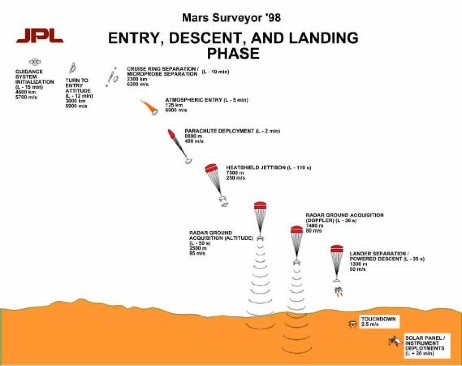 Mars Surveyor '98
JPL
ENTRY, DESCENT, AND LANDING
PHASE
GUIDANCE
SYSTEM
INITIALIZATION
(L - 15 min)
4600 km
5700 m/s
TURN TO
ENTRY
ATTITUDE
(L - 12 min)
3000 km
CRUISE RING SEPARATION /
MICROPROBE SEPARATION (L - 10 min)
2300 km
6200 m/s
ATMOSPHERIC ENTRY (L - 5 min)
125 km
6900 m/s
PARACHUTE DEPLOYMENT (L - 2 min)
8800 m
490 m/s
HEATSHIELD JETTISON (L - 110 s)
7500 m
250 m/s
RADAR GROUND
ACQUISITION (ALTITUDE)
(L - 50 s)
2500 m
85 m/s
RADAR GROUND ACQUISITION
(DOPPLER) (L - 36 s)
1400 m
80 m/s
LANDER SEPARATION /
POWERED DESCENT (L - 35 s)
1300 m
80 m/s
TOUCHDOWN
2.5 m/s
SOLAR PANEL /
INSTRUMENT
DEPLOYMENTS
(L + 20 min)